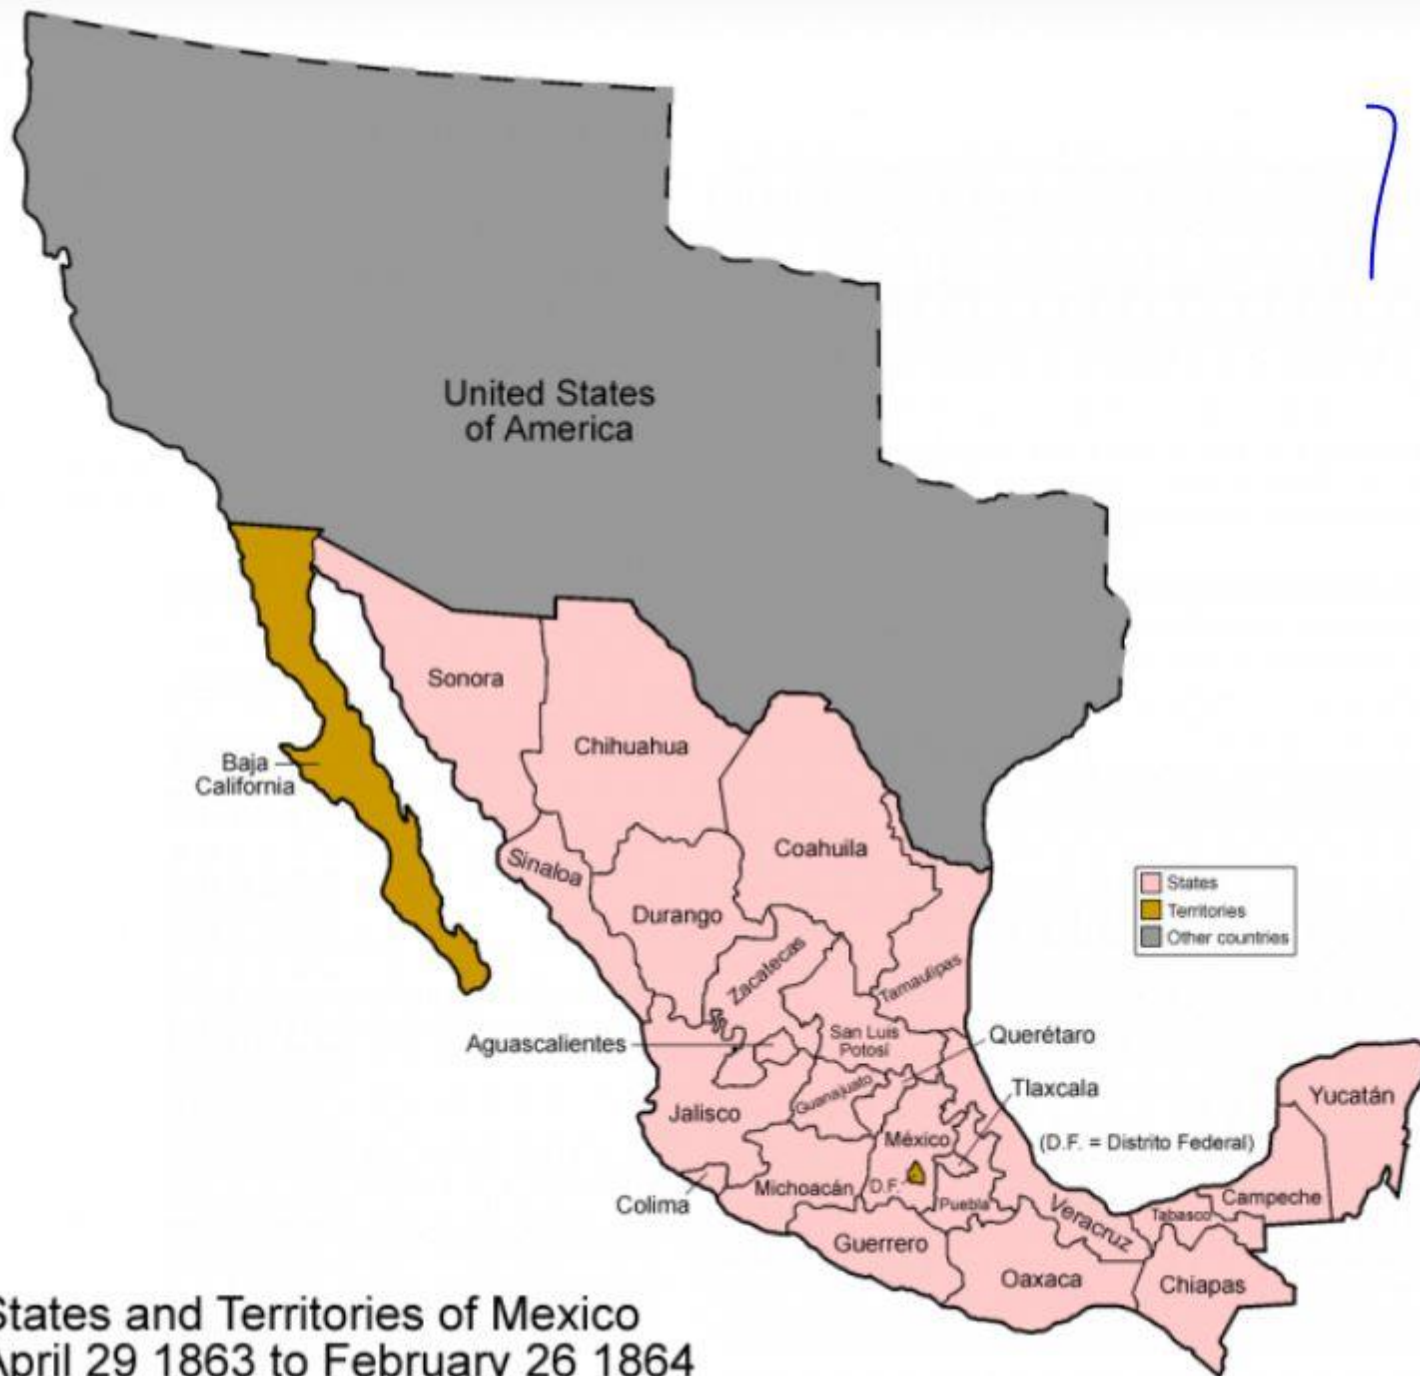 United States
of America
Sonora
Chihuahua
Baja
California
Coahuila
Sinaloa
Durango
States
Territories
Other countries
Zacatecas
Tamaulipas
Aguascalientes
San Luis
Potosí
Querétaro
Guanajuato
Tlaxcala
Jalisco
Yucatán
México
(D.F. = Distrito Federal)
Michoacán
D.F.
Colima
Puebla
Veracruz
Tabasco
Campeche
Guerrero
Oaxaca
Chiapas
States and Territories of Mexico
April 29 1863 to February 26 1864